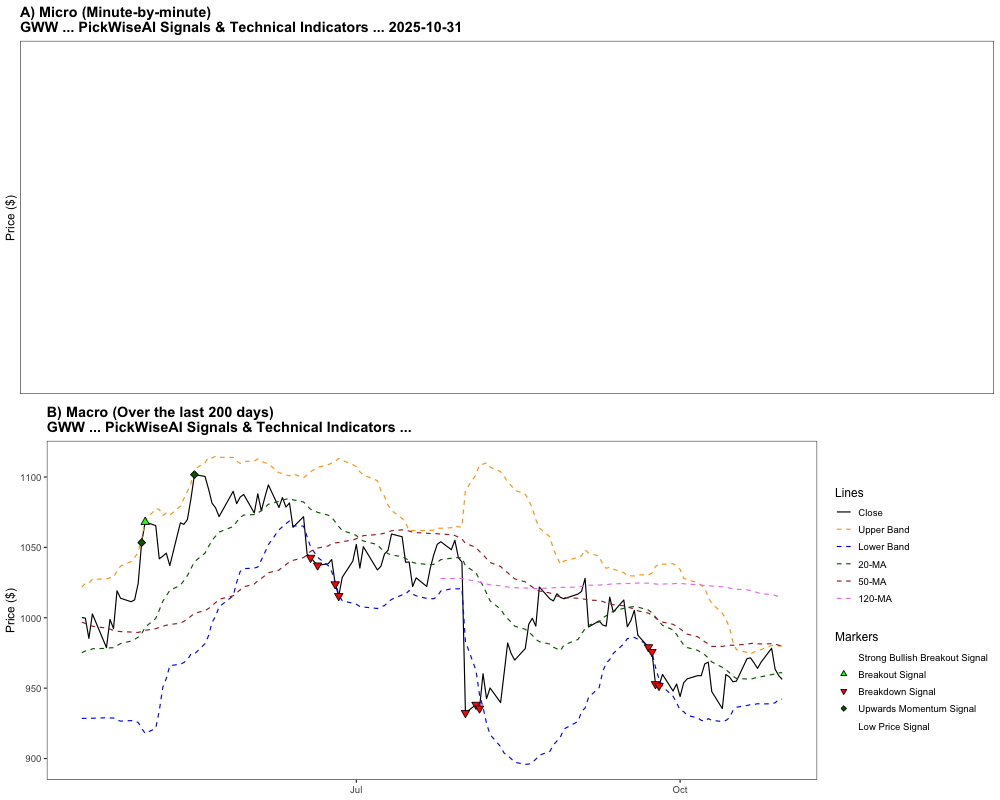 A) Micro (Minute-by-minute)
GWW ... PickWiseAI Signals & Technical Indicators ... 2025-10-31
Price ($)
B) Macro (Over the last 200 days)
GWW ... PickWiseAI Signals & Technical Indicators ...
Price ($)
1100
1050
1000
950
900
Jul
Oct
Lines
Close
Upper Band
Lower Band
20-MA
50-MA
120-MA
Markers
Strong Bullish Breakout Signal
Breakout Signal
Breakdown Signal
Upwards Momentum Signal
Low Price Signal